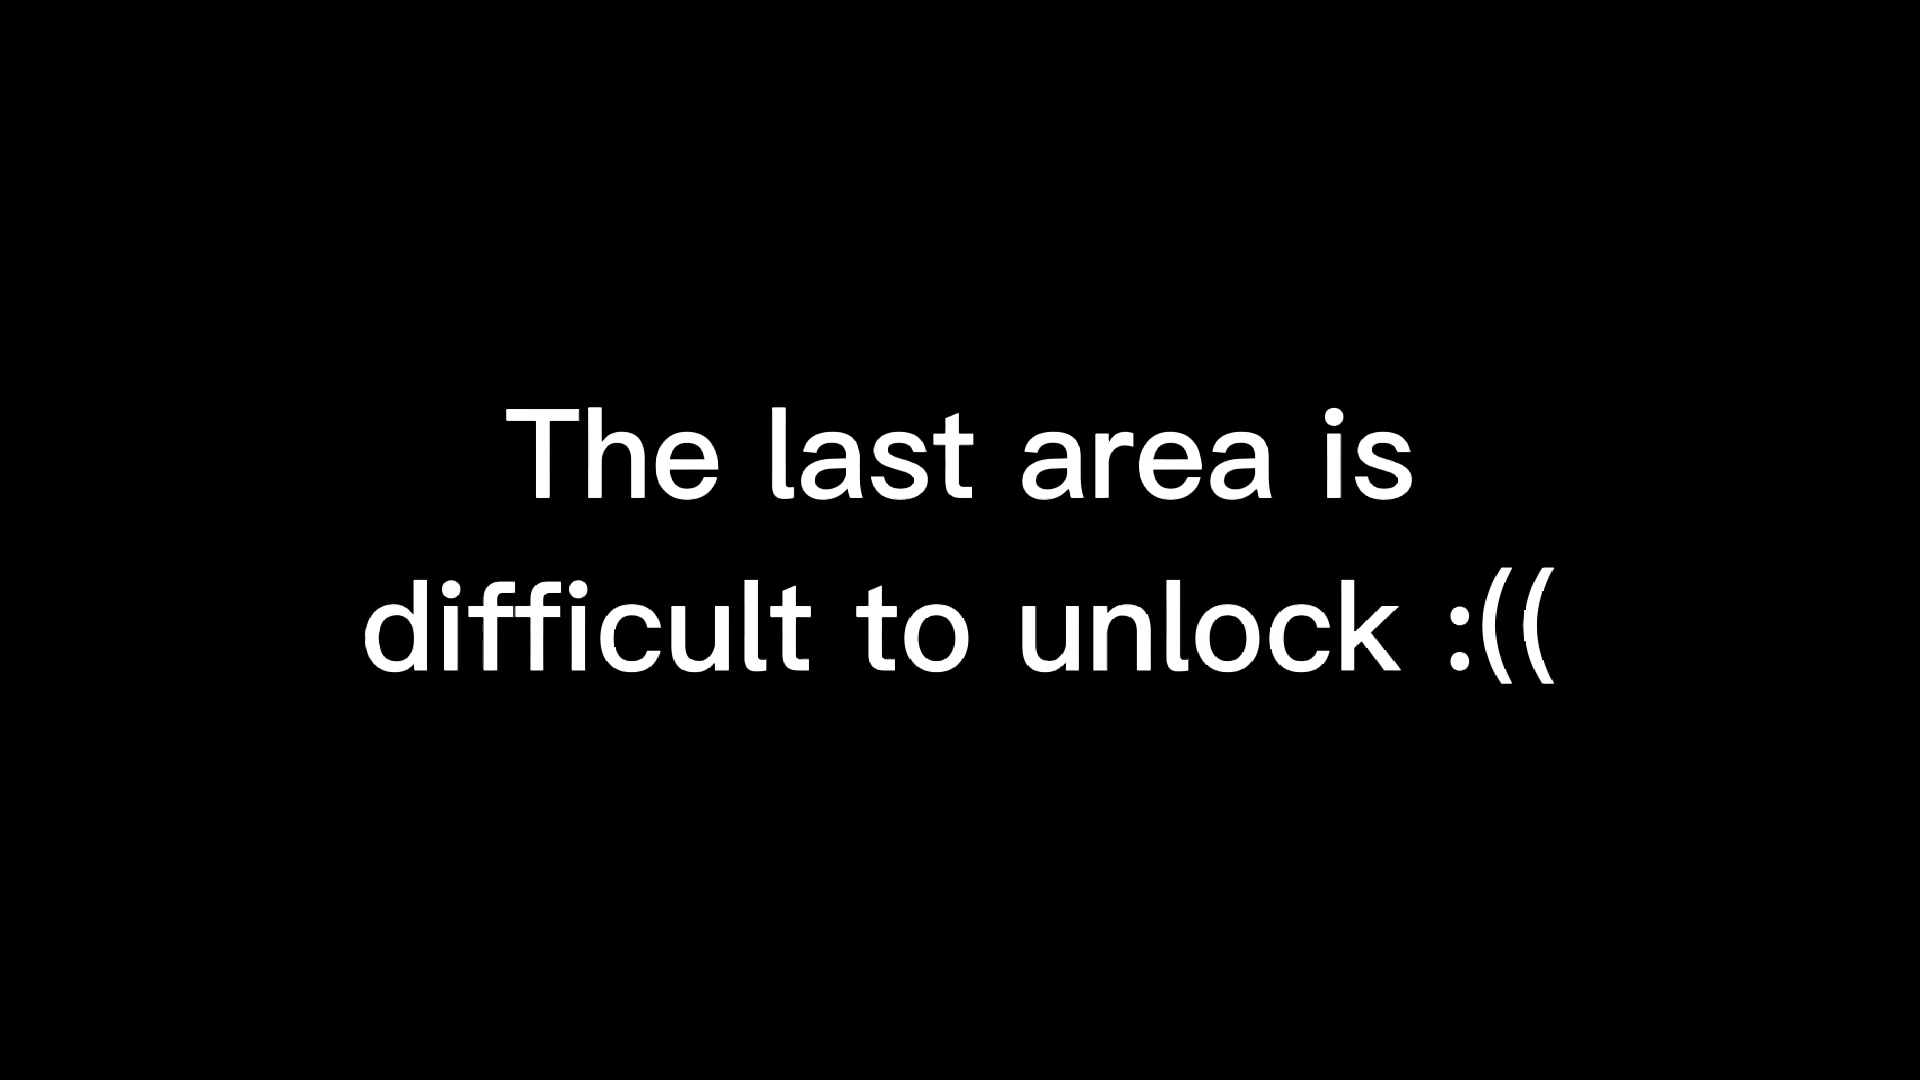 The last area is
difficult to unlock :((